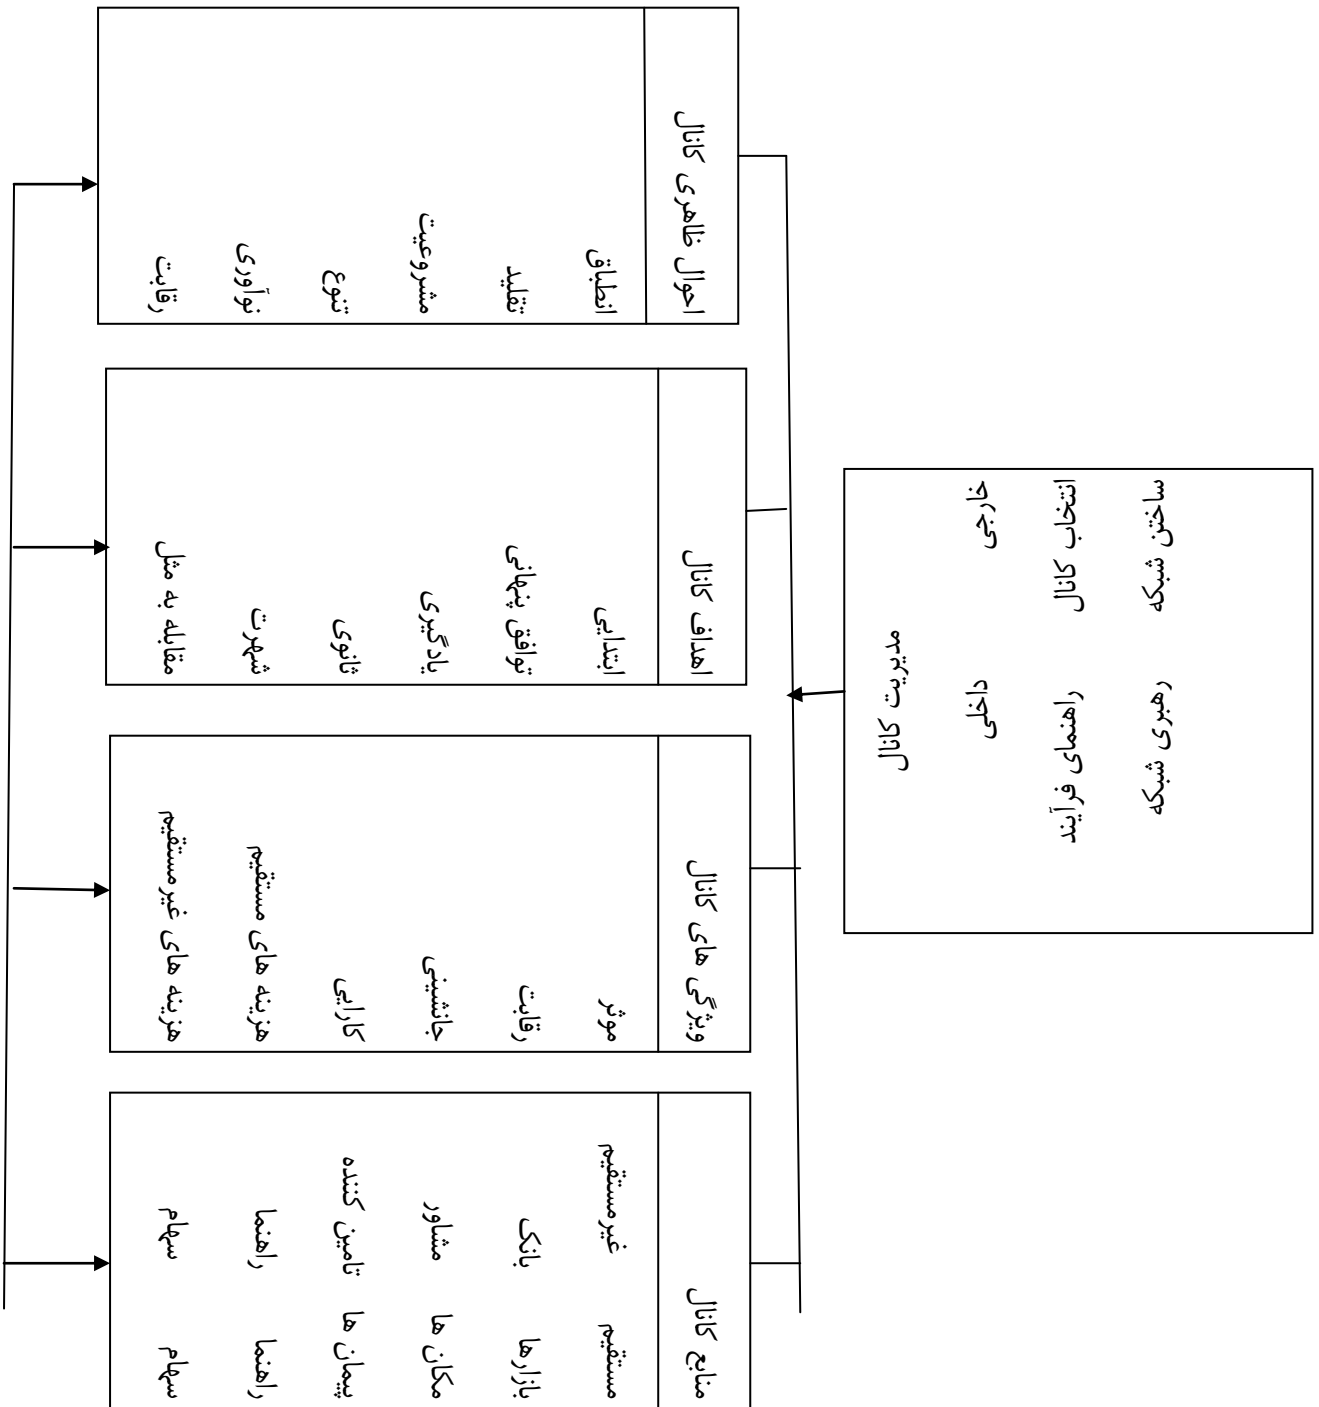 رهبری شبکه ساختن شبکه
راهنمای فرآیند انتخاب کانال
داخلی خارجی
مدیریت کانال
منابع کانال
مستقیم غیرمستقیم
بازارها بانک
مکان ها مشاور
پیمان ها تامین کننده
راهنما راهنما
سهام سهام
ویژگی های کانال
موثر
رقابت
جانشینی
کارایی
هزینه های مستقیم
هزینه های غیرمستقیم
اهداف کانال
ابتدایی
توافق پنهانی
یادگیری
ثانوی
شهرت
مقابله به مثل
احوال ظاهری کانال
انطباق
تقلید
مشروعیت
تنوع
نوآوری
رقابت